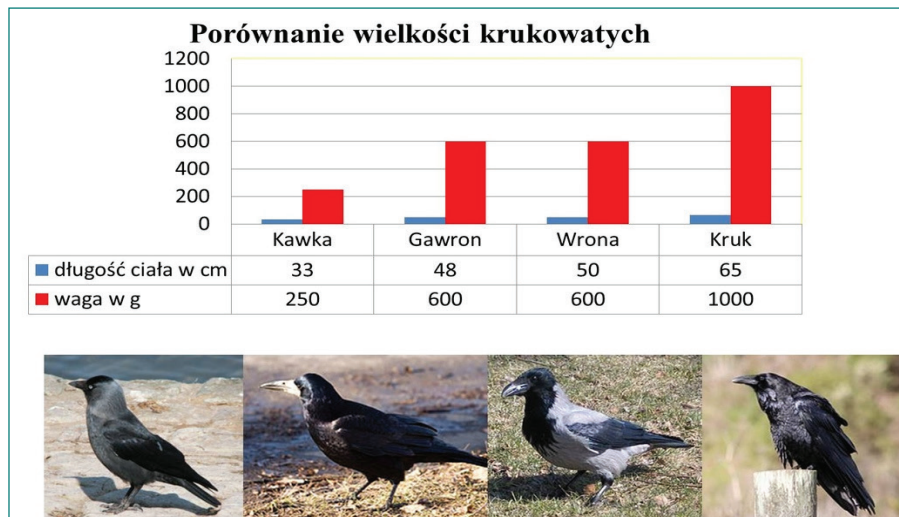 Porównanie wielkości krukowatych
1200
1000
800
600
400
200
0
Kawka Gawron Wrona Kruk
długość ciała w cm 33 48 50 65
waga w g 250 600 600 1000